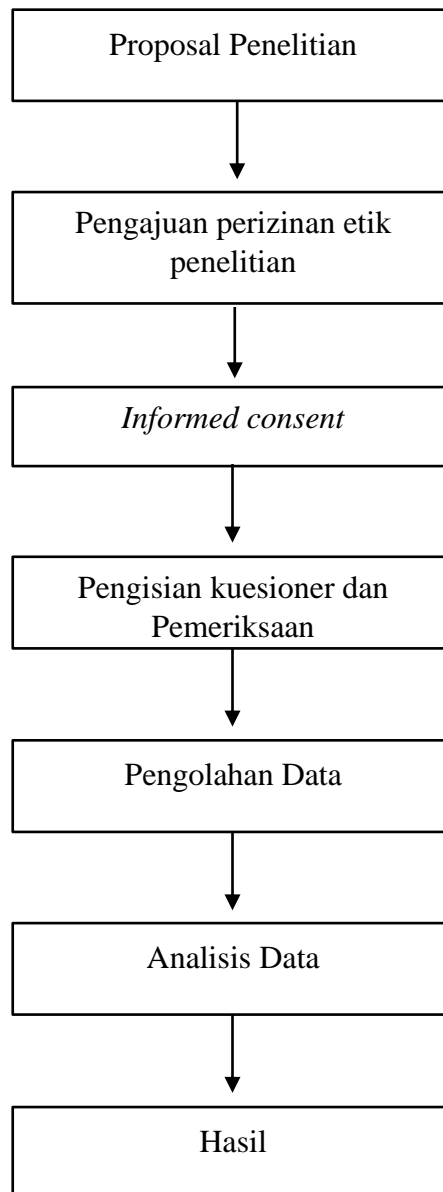 Proposal Penelitian
Pengajuan perizinan etik
penelitian
Informed consent
Pengisian kuesioner dan
Pemeriksaan
Pengolahan Data
Analisis Data
Hasil